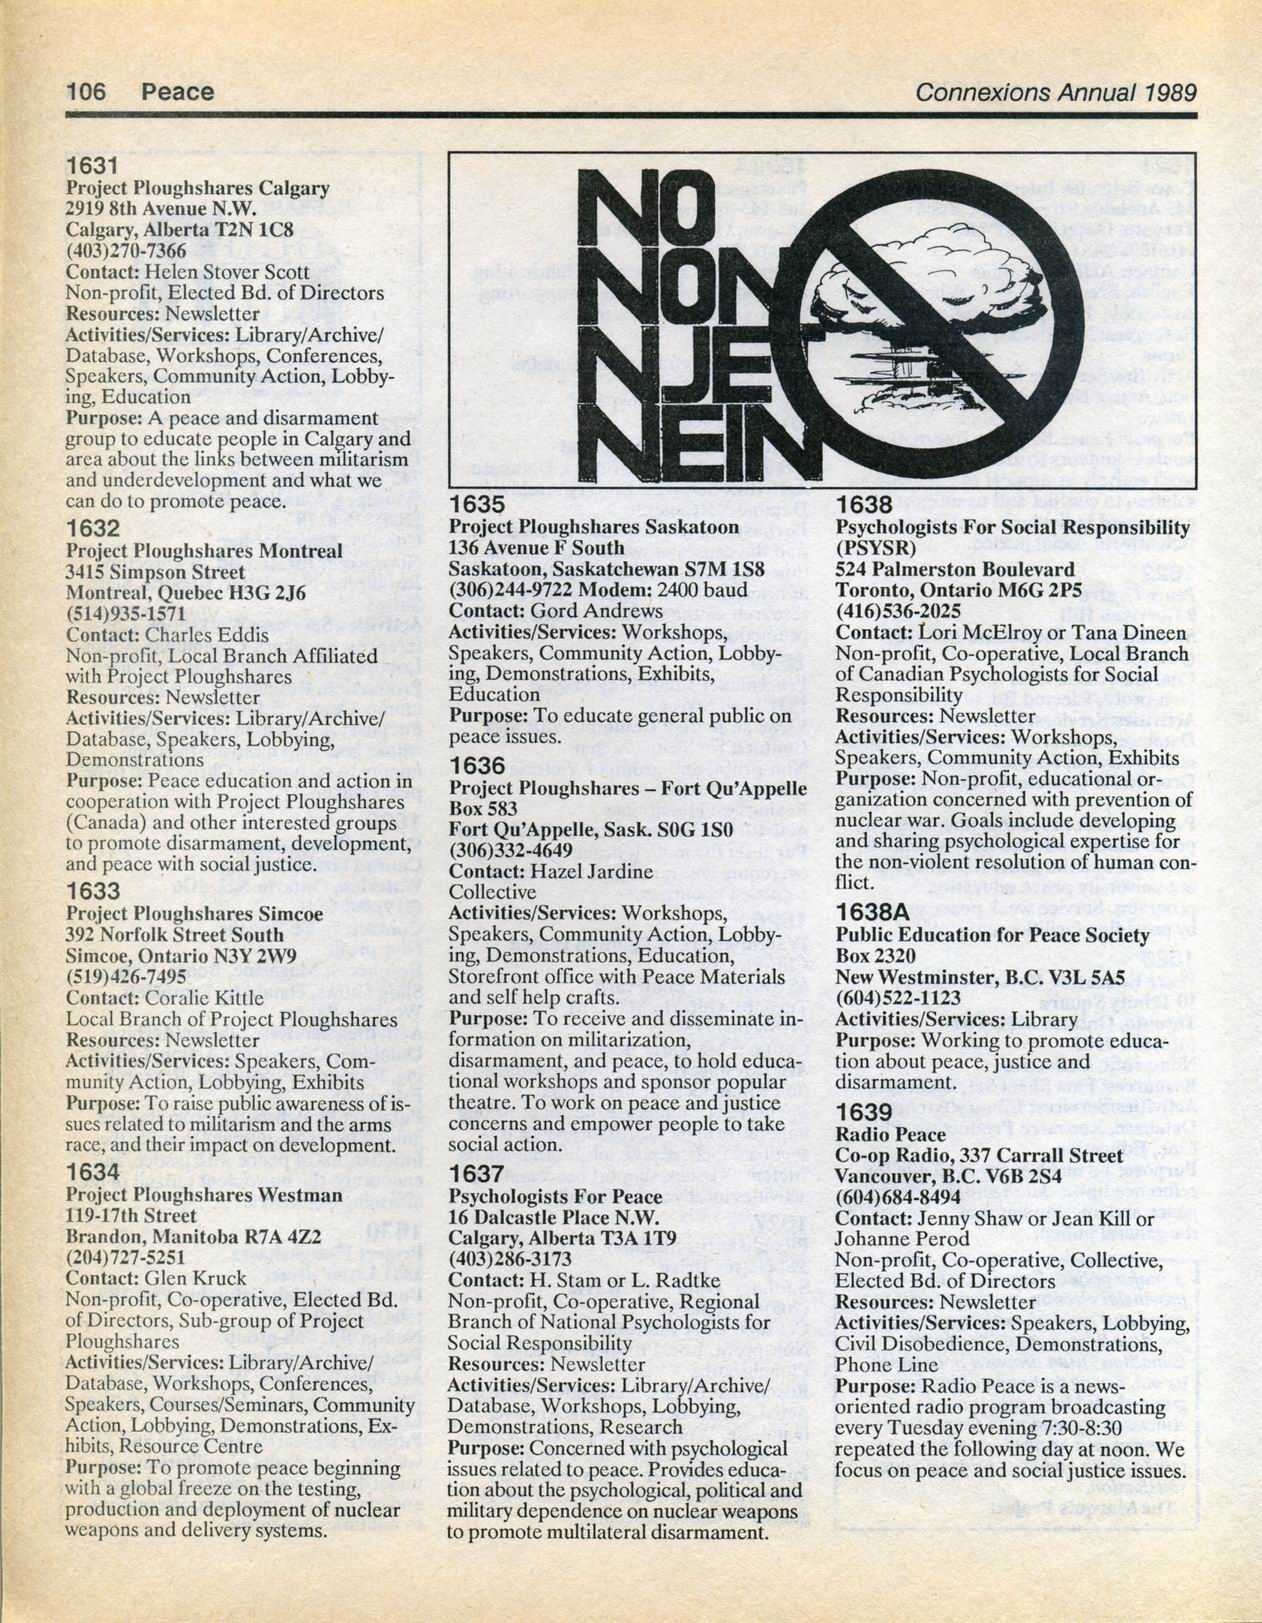 106 Peace
Connexions Annual 1989
1631
Project Ploughshares Calgary
2919 8th Avenue N.W.
Calgary, Alberta T2N 1C8
(403)270-7366
Contact: Helen Stover Scott
Non-profit, Elected Bd. of Directors
Resources: Newsletter
Activities/Services: Library/Archive/
Database, Workshops, Conferences,
Speakers, Community Action, Lobby-
ing, Education
Purpose: A peace and disarmament
group to educate people in Calgary and
area about the links between militarism
and underdevelopment and what we
can do to promote peace.
1632
Project Ploughshares Montreal
3415 Simpson Street
Montreal, Quebec H3G 2J6
(514)935-1571
Contact: Charles Eddis
Non-profit, Local Branch Affiliated
with Project Ploughshares
Resources: Newsletter
Activities/Services: Library/Archive/
Database, Speakers, Lobbying,
Demonstrations
Purpose: Peace education and action in
cooperation with Project Ploughshares
(Canada) and other interested groups
to promote disarmament, development,
and peace with social justice.
1633
Project Ploughshares Simcoe
392 Norfolk Street South
Simcoe, Ontario N3Y 2W9
(519)426-7495
Contact: Coralie Kittle
Local Branch of Project Ploughshares
Resources: Newsletter
Activities/Services: Speakers, Com-
munity Action, Lobbying, Exhibits
Purpose: To raise public awareness of is-
sues related to militarism and the arms
race, and their impact on development.
1634
Project Ploughshares Westman
119-17th Street
Brandon, Manitoba R7A 4Z2
(204)727-5251
Contact: Glen Kruck
Non-profit, Co-operative, Elected Bd.
of Directors, Sub-group of Project
Ploughshares
Activities/Services: Library/Archive/
Database, Workshops, Conferences,
Speakers, Courses/Seminars, Community
Action, Lobbying, Demonstrations, Ex-
hibits, Resource Centre
Purpose: To promote peace beginning
with a global freeze on the testing,
production and deployment of nuclear
weapons and delivery systems.
NO
NON
NJET
NEIN
1635
Project Ploughshares Saskatoon
136 Avenue F South
Saskatoon, Saskatchewan S7M 1S8
(306)244-9722 Modem: 2400 baud
Contact: Gord Andrews
Activities/Services: Workshops,
Speakers, Community Action, Lobby-
ing, Demonstrations, Exhibits,
Education
Purpose: To educate general public on
peace issues.
1636
Project Ploughshares – Fort Qu'Appelle
Box 583
Fort Qu'Appelle, Sask. S0G 1S0
(306)332-4649
Contact: Hazel Jardine
Collective
Activities/Services: Workshops,
Speakers, Community Action, Lobby-
ing, Demonstrations, Education,
Storefront office with Peace Materials
and self help crafts.
Purpose: To receive and disseminate in-
formation on militarization,
disarmament, and peace, to hold educa-
tional workshops and sponsor popular
theatre. To work on peace and justice
concerns and empower people to take
social action.
1637
Psychologists For Peace
16 Dalcastle Place N.W.
Calgary, Alberta T3A 1T9
(403)286-3173
Contact: H. Stam or L. Radtke
Non-profit, Co-operative, Regional
Branch of National Psychologists for
Social Responsibility
Resources: Newsletter
Activities/Services: Library/Archive/
Database, Workshops, Lobbying,
Demonstrations, Research
Purpose: Concerned with psychological
issues related to peace. Provides educa-
tion about the psychological, political and
military dependence on nuclear weapons
to promote multilateral disarmament.
1638
Psychologists For Social Responsibility
(PSYSR)
524 Palmerston Boulevard
Toronto, Ontario M6G 2P5
(416)536-2025
Contact: Lori McElroy or Tana Dineen
Non-profit, Co-operative, Local Branch
of Canadian Psychologists for Social
Responsibility
Resources: Newsletter
Activities/Services: Workshops,
Speakers, Community Action, Exhibits
Purpose: Non-profit, educational or-
ganization concerned with prevention of
nuclear war. Goals include developing
and sharing psychological expertise for
the non-violent resolution of human con-
flict.
1638A
Public Education for Peace Society
Box 2320
New Westminster, B.C. V3L 5A5
(604)522-1123
Activities/Services: Library
Purpose: Working to promote educa-
tion about peace, justice and
disarmament.
1639
Radio Peace
Co-op Radio, 337 Carrall Street
Vancouver, B.C. V6B 2S4
(604)684-8494
Contact: Jenny Shaw or Jean Kill or
Johanne Perod
Non-profit, Co-operative, Collective,
Elected Bd. of Directors
Resources: Newsletter
Activities/Services: Speakers, Lobbying,
Civil Disobedience, Demonstrations,
Phone Line
Purpose: Radio Peace is a news-
oriented radio program broadcasting
every Tuesday evening 7:30-8:30
repeated the following day at noon. We
focus on peace and social justice issues.